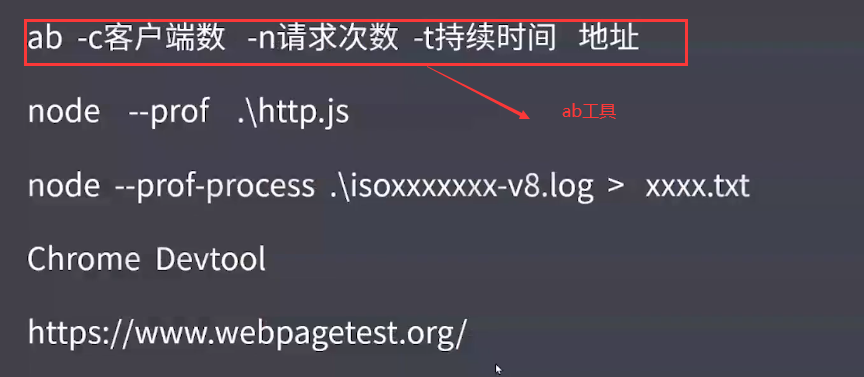 ab -c客户端数 -n请求次数 -t持续时间 地址
ab工具
node --prof .\http.js
node --prof-process .\isoxxxxxxx-v8.log > xxxx.txt
Chrome Devtool
https://www.webpagetest.org/